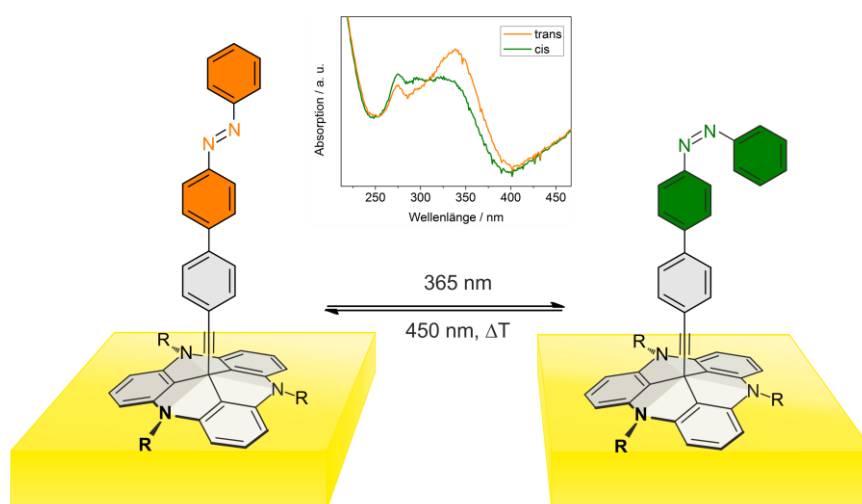 trans
cis
Absorption / a. u.
250
300
350
400
450
Wellenlänge / nm
N
N
N
N
365 nm
450 nm, ΔT
R
N
N
R
N
R
R
N
N
R
N
R